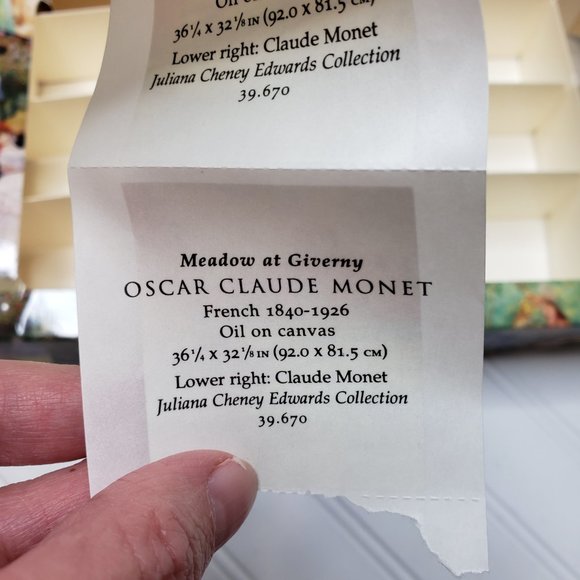 36¼ x 32⅛ IN (92.0 x 81.5 CM)
Lower right: Claude Monet
Juliana Cheney Edwards Collection
39.670
Meadow at Giverny
OSCAR CLAUDE MONET
French 1840-1926
Oil on canvas
36¼ x 32⅛ IN (92.0 x 81.5 CM)
Lower right: Claude Monet
Juliana Cheney Edwards Collection
39.670